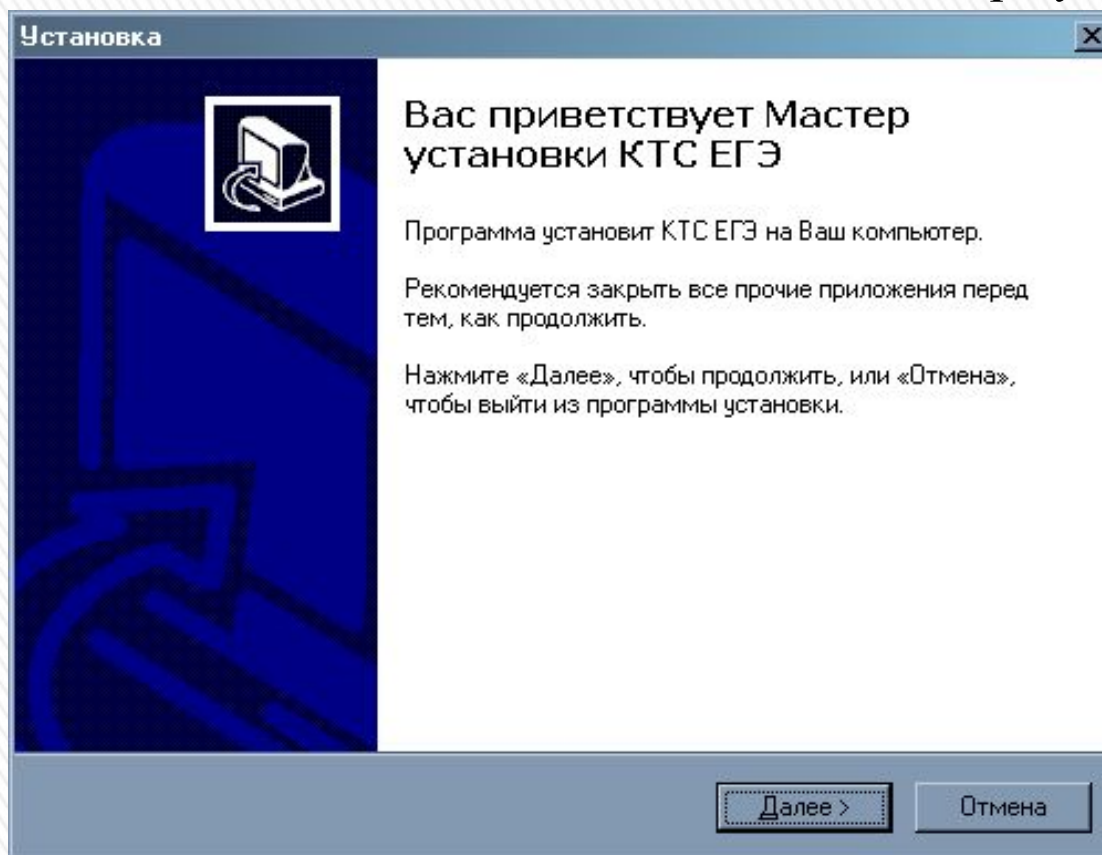 Установка
Вас приветствует Мастер
установки КТС ЕГЭ
Программа установит КТС ЕГЭ на Ваш компьютер.
Рекомендуется закрыть все прочие приложения перед
тем, как продолжить.
Нажмите «Далее», чтобы продолжить, или «Отмена»,
чтобы выйти из программы установки.
Далее >
Отмена